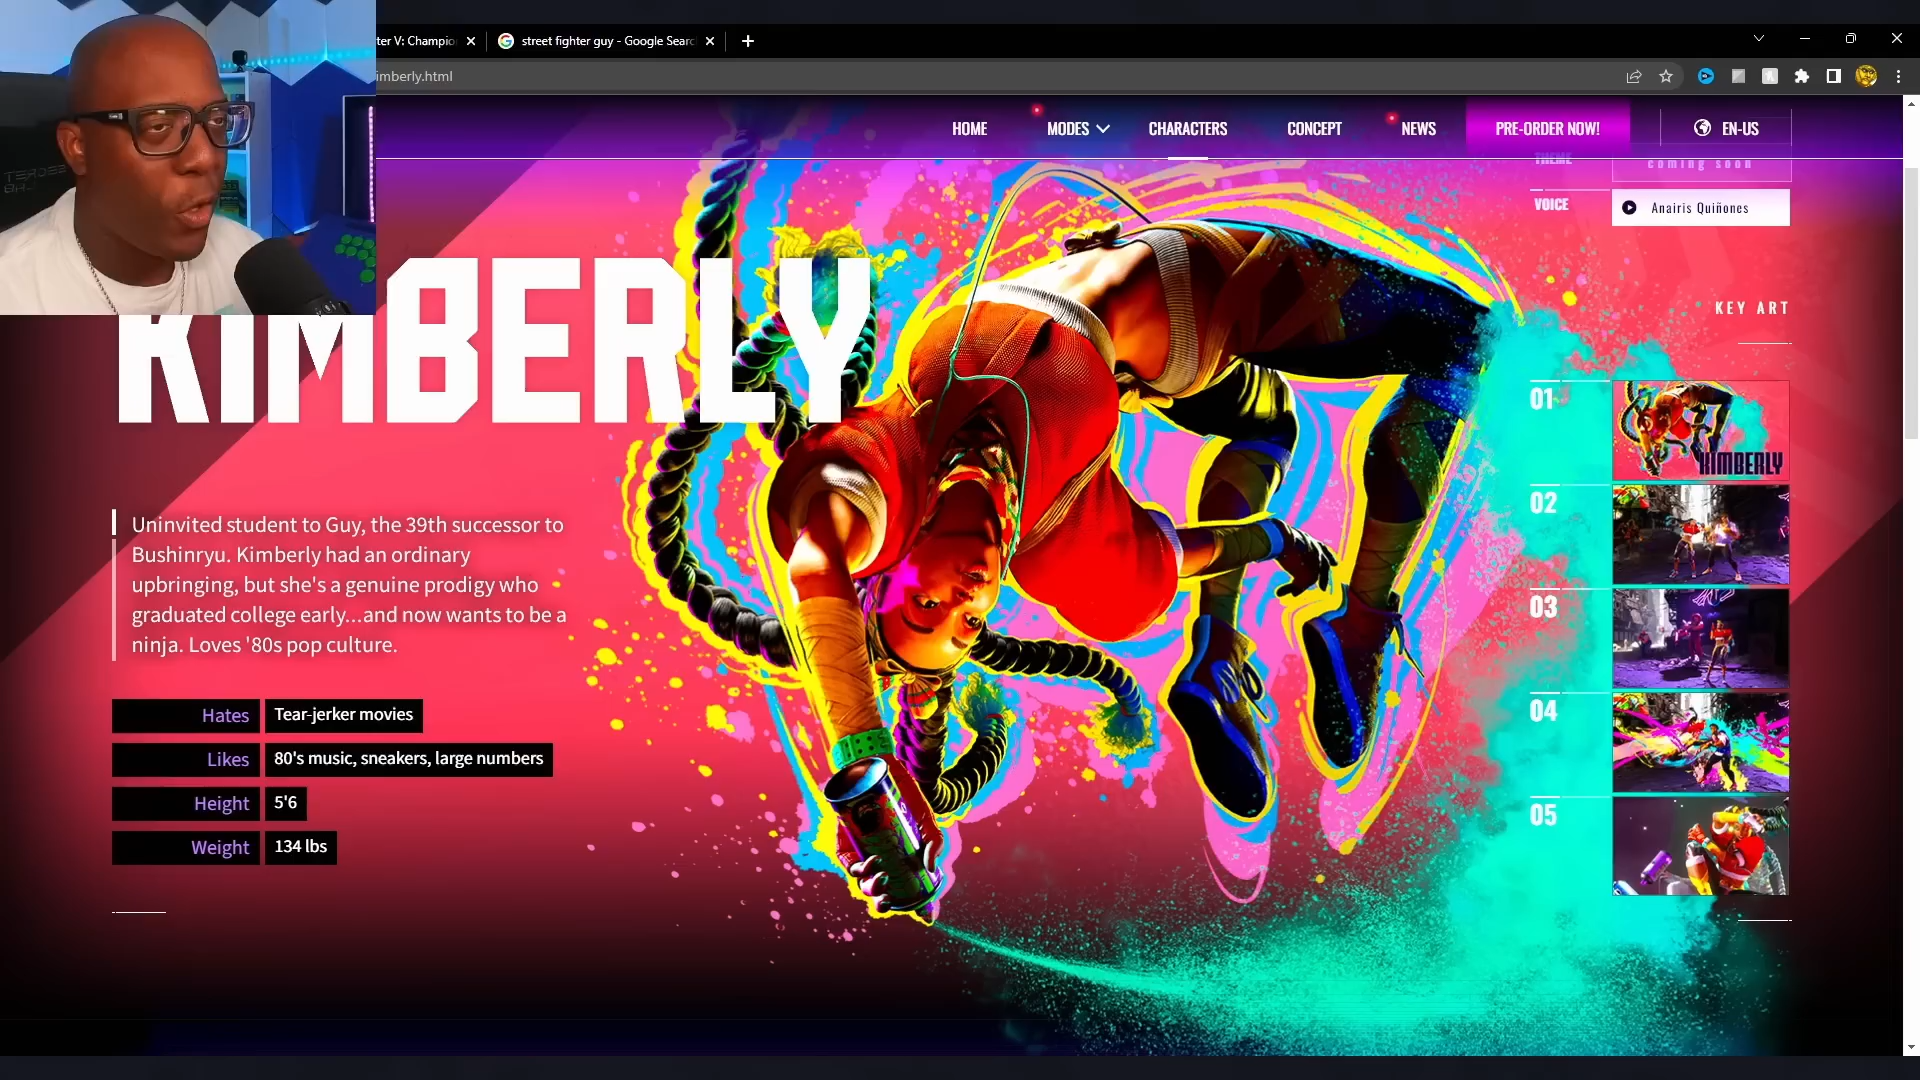 ter V: Champio
street fighter guy - Google Searc
imberly.html
HOME
MODES
CHARACTERS
CONCEPT
NEWS
PRE-ORDER NOW!
EN-US
THEME
coming soon
VOICE
Anairis Quiñones
KIMBERLY
KEY ART
Uninvited student to Guy, the 39th successor to
Bushinryu. Kimberly had an ordinary
upbringing, but she's a genuine prodigy who
graduated college early...and now wants to be a
ninja. Loves '80s pop culture.
Hates
Tear-jerker movies
Likes
80's music, sneakers, large numbers
Height
5'6
Weight
134 lbs
01
KIMBERLY
02
03
04
05